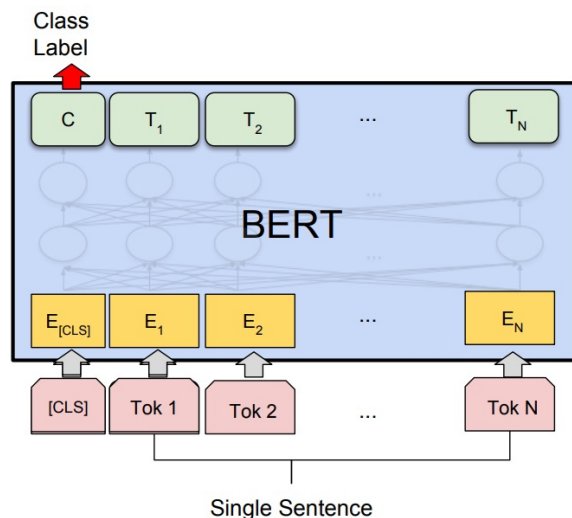 Class
Label
C T1 T2 ... TN
...
BERT
...
E[CLS] E1 E2 ... EN
[CLS] Tok 1 Tok 2 ... Tok N
Single Sentence